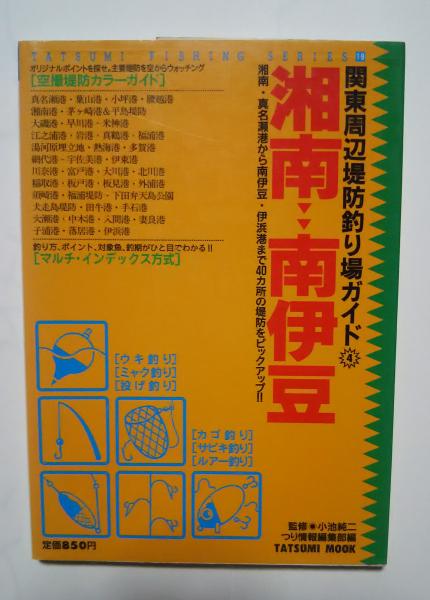 TATSUMI FISHING SERIES 19
オリジナルポイントを探せ。主要堤防を空からウォッチング
[空撮堤防カラーガイド]
真名瀬港・葉山港・小坪港・腰越港
湘南港・茅ヶ崎港&平島堤防
大磯港・早川港・米神港
江之浦港・岩港・真鶴港・福浦港
湯河原埋立地・熱海港・多賀港
網代港・宇佐美港・伊東港
川奈港・富戸港・大川港・北川港
稲取港・板戸港・板見港・外浦港
須崎港・福浦堤防・下田弁天島公園
犬走島堤防・田牛港・手石港
大瀬港・中木港・入間港・妻良港
子浦港・落居港・伊浜港
釣り方、ポイント、対象魚、釣期がひと目でわかる!!
[マルチ・インデックス方式]
関東周辺堤防釣り場ガイド4
湘南▸▸南伊豆
湘南・真名瀬港から南伊豆・伊浜港まで40カ所の堤防をピックアップ!!
[ウキ釣り]
[ミャク釣り]
[投げ釣り]
[カゴ釣り]
[サビキ釣り]
[ルアー釣り]
定価850円
監修●小池純二
つり情報編集部編
TATSUMI MOOK